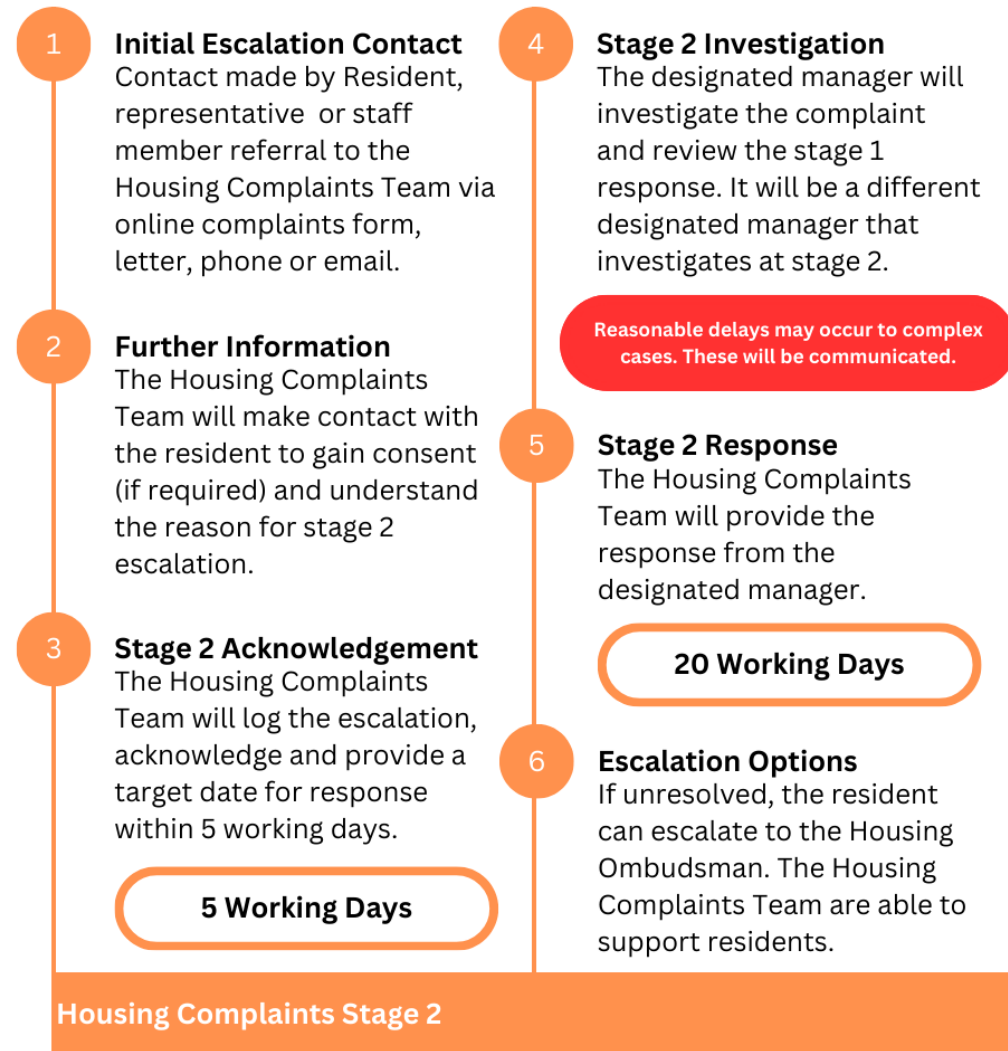 1
Initial Escalation Contact
Contact made by Resident,
representative or staff
member referral to the
Housing Complaints Team via
online complaints form,
letter, phone or email.
2
Further Information
The Housing Complaints
Team will make contact with
the resident to gain consent
(if required) and understand
the reason for stage 2
escalation.
3
Stage 2 Acknowledgement
The Housing Complaints
Team will log the escalation,
acknowledge and provide a
target date for response
within 5 working days.
5 Working Days
4
Stage 2 Investigation
The designated manager will
investigate the complaint
and review the stage 1
response. It will be a different
designated manager that
investigates at stage 2.
Reasonable delays may occur to complex
cases. These will be communicated.
5
Stage 2 Response
The Housing Complaints
Team will provide the
response from the
designated manager.
20 Working Days
6
Escalation Options
If unresolved, the resident
can escalate to the Housing
Ombudsman. The Housing
Complaints Team are able to
support residents.
Housing Complaints Stage 2